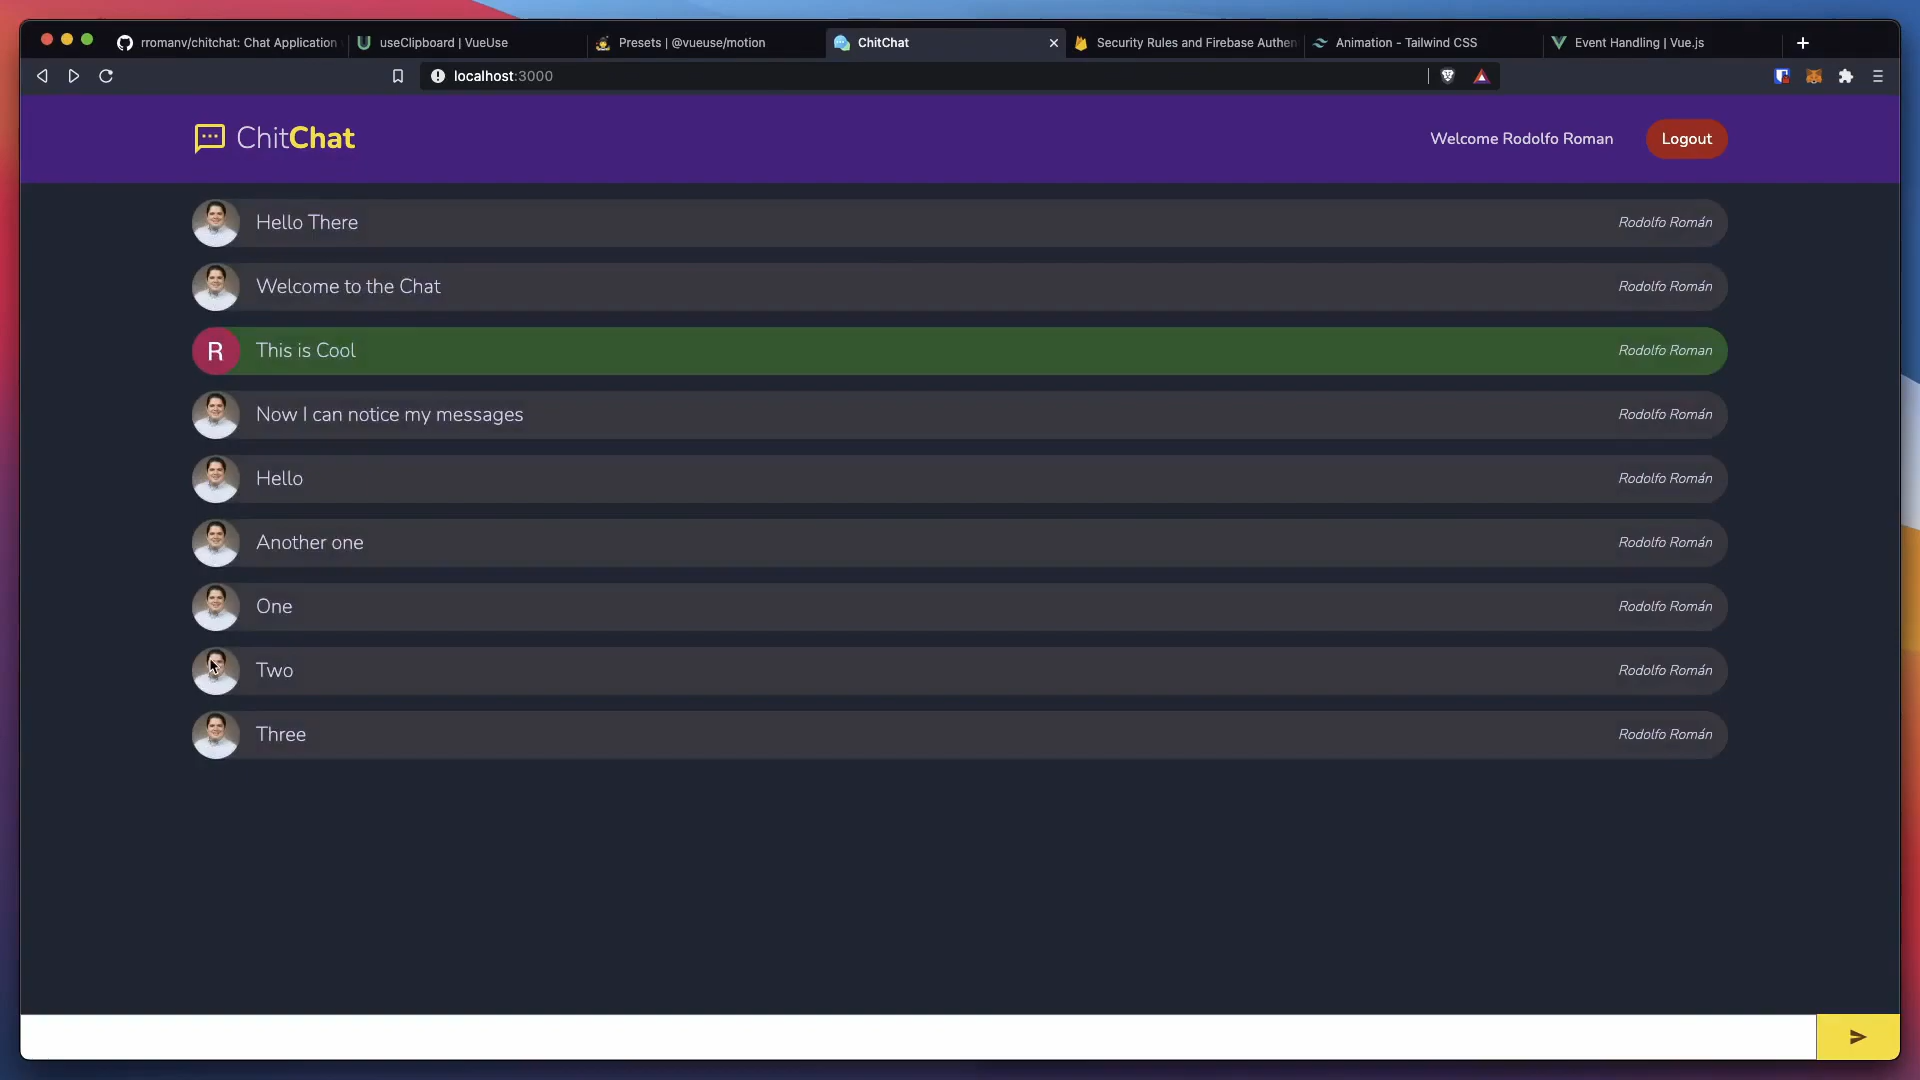 rromanv/chitchat: Chat Application
useClipboard | VueUse
Presets | @vueuse/motion
ChitChat
Security Rules and Firebase Authen
Animation - Tailwind CSS
Event Handling | Vue.js
localhost:3000
ChitChat
Welcome Rodolfo Roman
Logout
Hello There
Rodolfo Román
Welcome to the Chat
Rodolfo Román
R
This is Cool
Rodolfo Roman
Now I can notice my messages
Rodolfo Román
Hello
Rodolfo Román
Another one
Rodolfo Román
One
Rodolfo Román
Two
Rodolfo Román
Three
Rodolfo Román